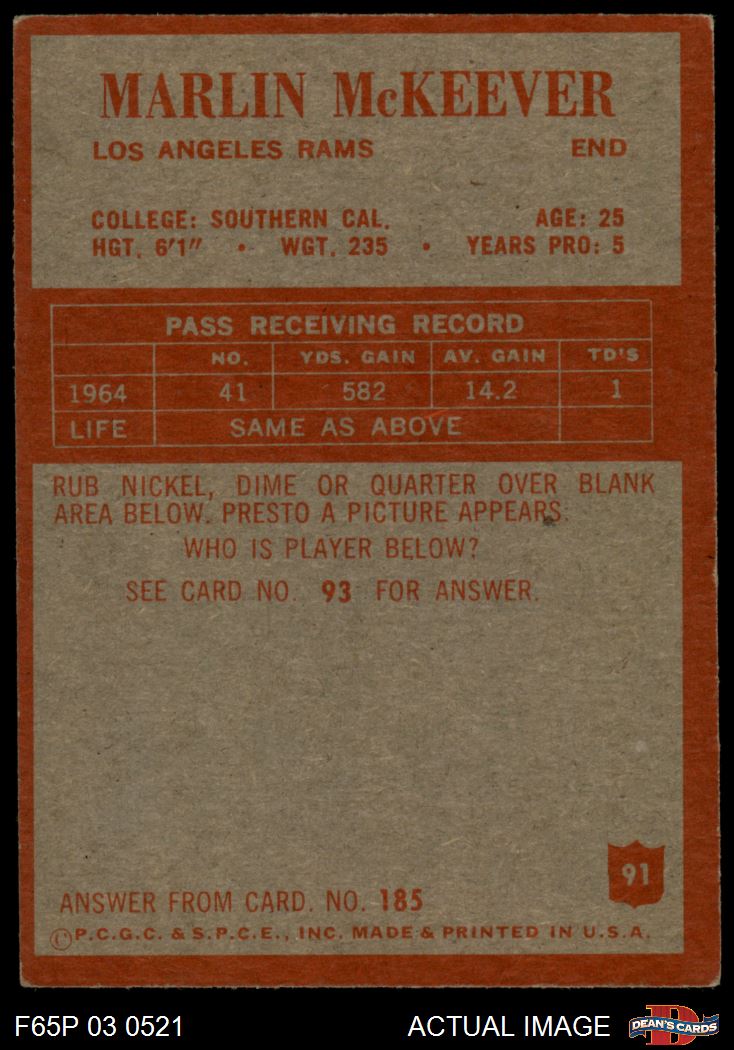 MARLIN McKEEVER
LOS ANGELES RAMS END
COLLEGE: SOUTHERN CAL. AGE: 25
HGT. 6'1" • WGT. 235 • YEARS PRO: 5
PASS RECEIVING RECORD
NO. YDS. GAIN AV. GAIN TD'S
1964 41 582 14.2 1
LIFE SAME AS ABOVE
RUB NICKEL, DIME OR QUARTER OVER BLANK
AREA BELOW. PRESTO A PICTURE APPEARS.
WHO IS PLAYER BELOW?
SEE CARD NO. 93 FOR ANSWER.
91
ANSWER FROM CARD. NO. 185
©P.C.G.C. & S.P.C.E., INC. MADE & PRINTED IN U.S.A.
F65P 03 0521 ACTUAL IMAGE D DEAN'S CARDS